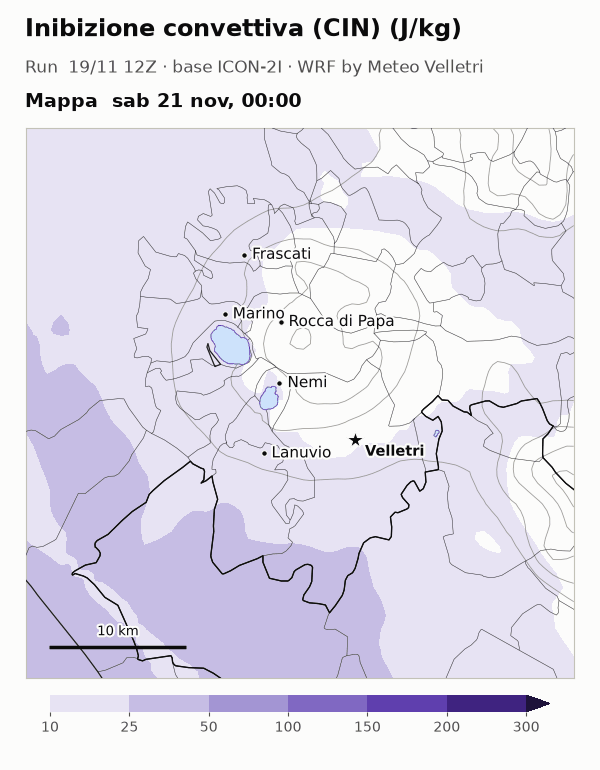 Inibizione convettiva (CIN) (J/kg)
Run  19/11 12Z · base ICON-2I · WRF by Meteo Velletri
Mappa  sab 21 nov, 00:00
Frascati
Marino
Rocca di Papa
Nemi
Velletri
Lanuvio
10 km
10 25 50 100 150 200 300